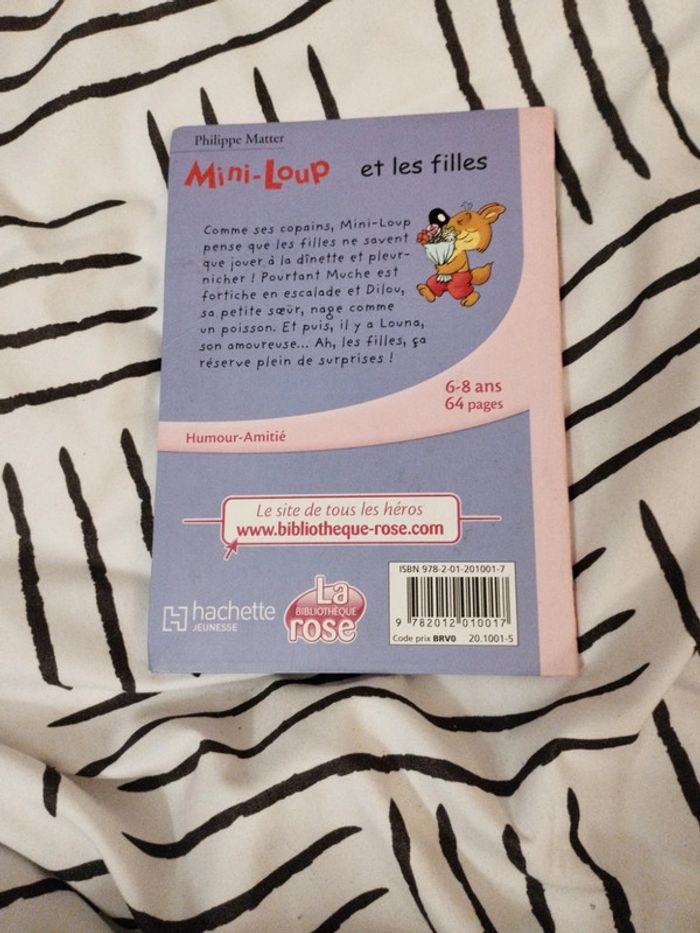 Philippe Matter
Mini-Loup et les filles
Comme ses copains, Mini-Loup
pense que les filles ne savent
que jouer à la dînette et pleur-
nicher ! Pourtant Muche est
fortiche en escalade et Dilou,
sa petite sœur, nage comme
un poisson. Et puis, il y a Louna,
son amoureuse... Ah, les filles, ça
réserve plein de surprises !
6-8 ans
64 pages
Humour-Amitié
Le site de tous les héros
www.bibliotheque-rose.com
hachette
JEUNESSE
La
BIBLIOTHÈQUE
rose
ISBN 978-2-01-201001-7
9 782012 010017
Code prix BRV0 20.1001-5